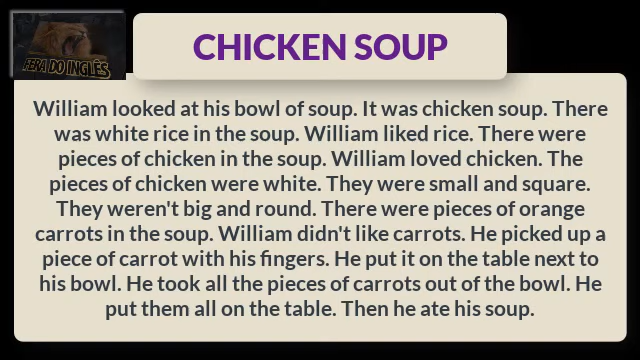 FERA DO INGLÊS
CHICKEN SOUP
William looked at his bowl of soup. It was chicken soup. There
was white rice in the soup. William liked rice. There were
pieces of chicken in the soup. William loved chicken. The
pieces of chicken were white. They were small and square.
They weren't big and round. There were pieces of orange
carrots in the soup. William didn't like carrots. He picked up a
piece of carrot with his fingers. He put it on the table next to
his bowl. He took all the pieces of carrots out of the bowl. He
put them all on the table. Then he ate his soup.